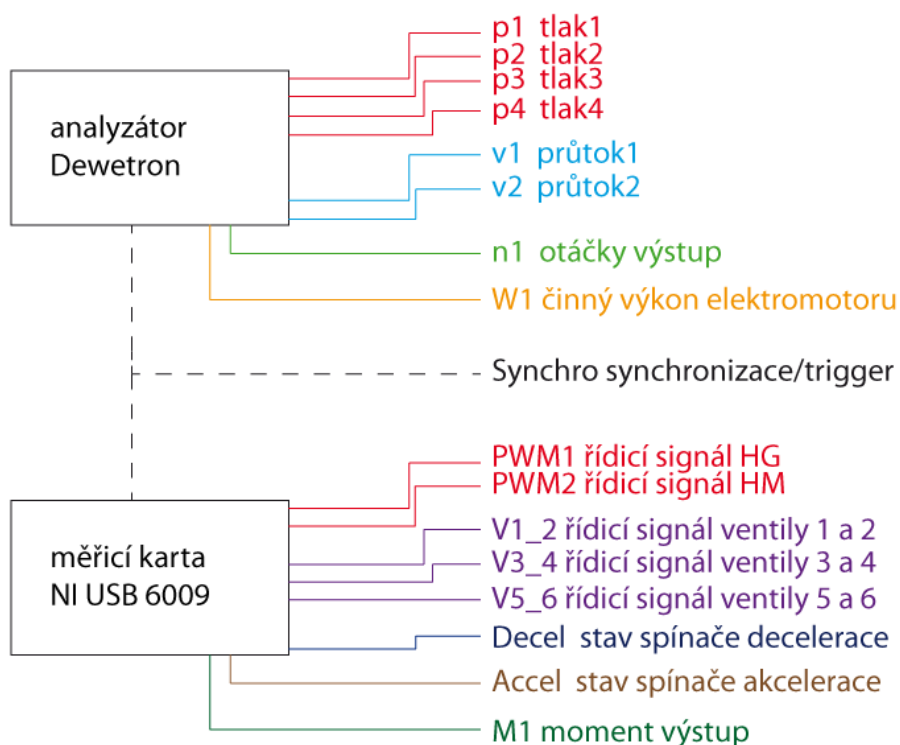 p1 tlak1
p2 tlak2
p3 tlak3
p4 tlak4
analyzátor
Dewetron
v1 průtok1
v2 průtok2
n1 otáčky výstup
W1 činný výkon elektromotoru
Synchro synchronizace/trigger
PWM1 řídicí signál HG
PWM2 řídicí signál HM
měřicí karta
NI USB 6009
V1_2 řídicí signál ventily 1 a 2
V3_4 řídicí signál ventily 3 a 4
V5_6 řídicí signál ventily 5 a 6
Decel stav spínače decelerace
Accel stav spínače akcelerace
M1 moment výstup